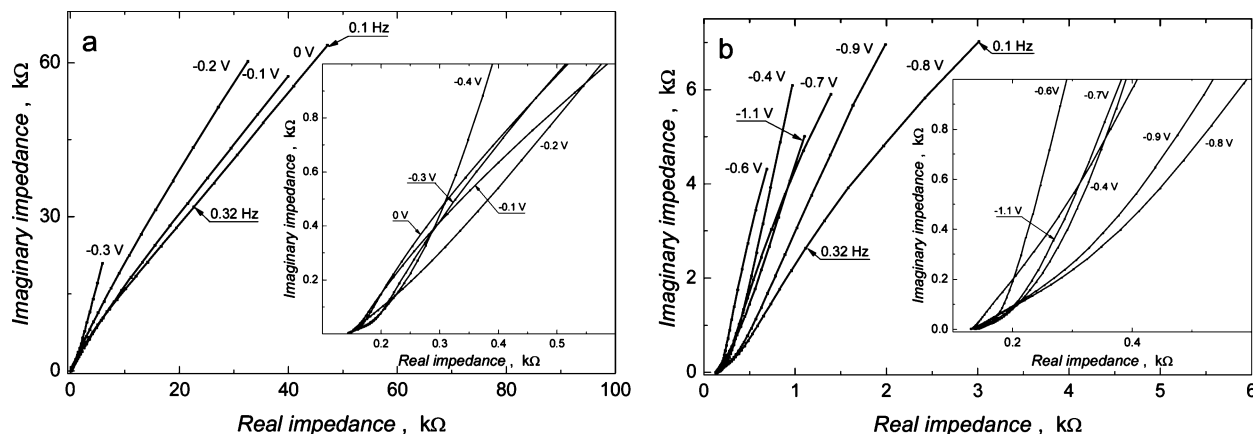 a
Imaginary impedance , kΩ
60
30
0
0 20 40 60 80 100
Real impedance , kΩ
-0.2 V
-0.1 V
0 V
0.1 Hz
0.32 Hz
-0.3 V
Imaginary impedance , kΩ
0.8
0.6
0.4
0.2
0.2 0.3 0.4 0.5
Real impedance , kΩ
-0.4 V
-0.2 V
-0.3 V
0 V
-0.1 V
b
Imaginary impedance , kΩ
6
4
2
0
0 1 2 3 4 5 6
Real impedance , kΩ
-0.9 V
-0.4 V
-0.7 V
-0.8 V
0.1 Hz
-1.1 V
-0.6 V
0.32 Hz
Imaginary impedance , kΩ
0.8
0.6
0.4
0.2
0.0
0.2 0.4
Real impedance , kΩ
-0.6V
-0.7V
-0.9 V
-0.8 V
-0.4 V
-1.1 V